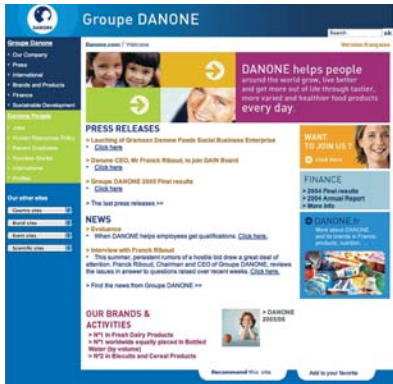 DANONE
Groupe DANONE
Search
ok
Groupe Danone
Danone.com / Welcome
Version française
• Our Company
• Press
• International
• Brands and Products
• Finance
• Sustainable Development
Danone People
• Jobs
• Human Resources Policy
• Recent Graduates
• Success Stories
• International
• Profiles
Our other sites
Country sites
Brand sites
Event sites
Scientific sites
DANONE helps people
around the world grow, live better
and get more out of life through tastier,
more varied and healthier food products
every day.
PRESS RELEASES
> Lauching of Grameen Danone Foods Social Business Enterprise
• Click here
> Danone CEO, Mr Franck Riboud, to join GAIN Board
• Click here
> Groupe DANONE 2005 Final results
• Click here
> The last press releases >>
NEWS
> Evaluance
• When DANONE helps employees get qualifications. Click here.
> Interview with Franck Riboud
• This summer, persistent rumors of a hostile bid drew a great deal of
attention. Franck Riboud, Chairman and CEO of Groupe DANONE, reviews
the issues in answer to questions raised over recent weeks. Click here.
> Find the news from Groupe DANONE >>
WANT
TO JOIN US ?
Click here
FINANCE
> 2004 Final results
> 2004 Annual Report
> More info
DANONE.fr
More about DANONE
and its brands in France:
products, nutrition ...
OUR BRANDS &
ACTIVITIES
> N°1 in Fresh Dairy Products
> N°1 worldwide equally placed in Bottled
Water (by volume)
> N°2 in Biscuits and Cereal Products
> DANONE
2005/06
Recommend this site
Add to your favorite